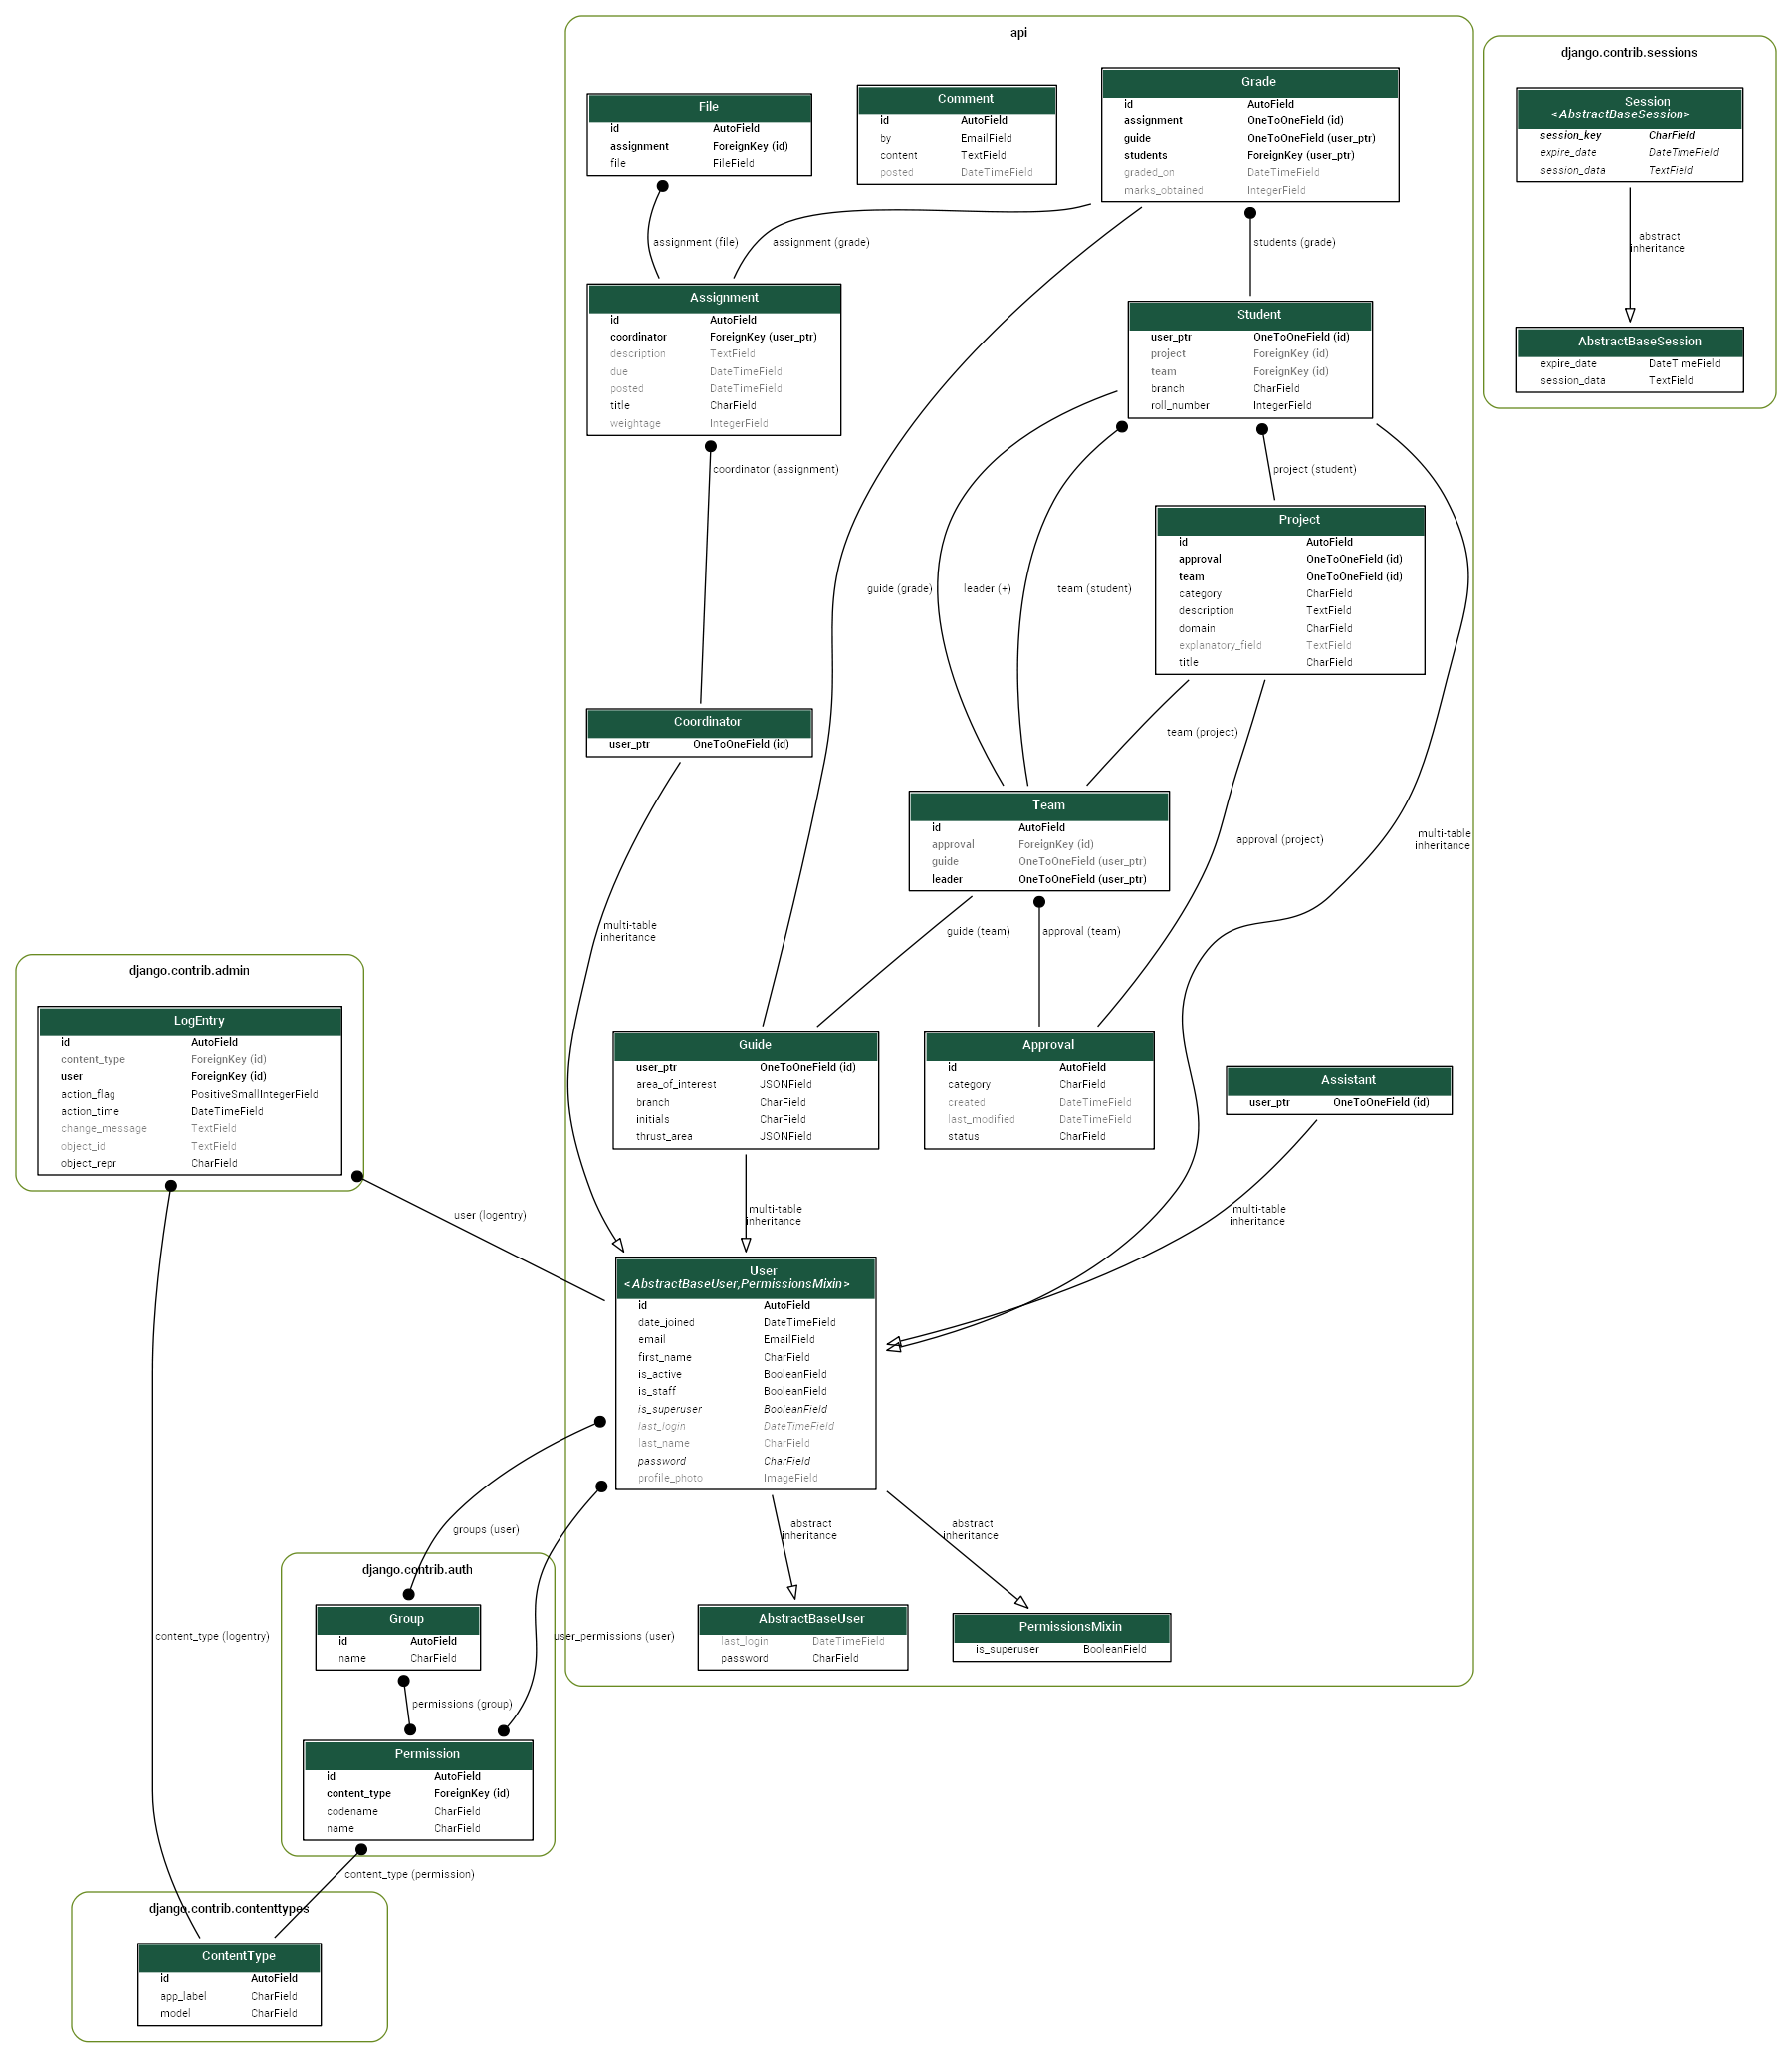 api
django.contrib.sessions
File
id AutoField
assignment ForeignKey (id)
file FileField
Comment
id AutoField
by EmailField
content TextField
posted DateTimeField
Grade
id AutoField
assignment OneToOneField (id)
guide OneToOneField (user_ptr)
students ForeignKey (user_ptr)
graded_on DateTimeField
marks_obtained IntegerField
Session
<AbstractBaseSession>
session_key CharField
expire_date DateTimeField
session_data TextField
assignment (file)
assignment (grade)
students (grade)
abstract
inheritance
Assignment
id AutoField
coordinator ForeignKey (user_ptr)
description TextField
due DateTimeField
posted DateTimeField
title CharField
weightage IntegerField
Student
user_ptr OneToOneField (id)
project ForeignKey (id)
team ForeignKey (id)
branch CharField
roll_number IntegerField
AbstractBaseSession
expire_date DateTimeField
session_data TextField
coordinator (assignment)
project (student)
Project
id AutoField
approval OneToOneField (id)
team OneToOneField (id)
category CharField
description TextField
domain CharField
explanatory_field TextField
title CharField
guide (grade)
leader (+)
team (student)
Coordinator
user_ptr OneToOneField (id)
team (project)
Team
id AutoField
approval ForeignKey (id)
guide OneToOneField (user_ptr)
leader OneToOneField (user_ptr)
approval (project)
multi-table
inheritance
multi-table
inheritance
guide (team)
approval (team)
django.contrib.admin
LogEntry
id AutoField
content_type ForeignKey (id)
user ForeignKey (id)
action_flag PositiveSmallIntegerField
action_time DateTimeField
change_message TextField
object_id TextField
object_repr CharField
Guide
user_ptr OneToOneField (id)
area_of_interest JSONField
branch CharField
initials CharField
thrust_area JSONField
Approval
id AutoField
category CharField
created DateTimeField
last_modified DateTimeField
status CharField
Assistant
user_ptr OneToOneField (id)
user (logentry)
multi-table
inheritance
multi-table
inheritance
User
<AbstractBaseUser,PermissionsMixin>
id AutoField
date_joined DateTimeField
email EmailField
first_name CharField
is_active BooleanField
is_staff BooleanField
is_superuser BooleanField
last_login DateTimeField
last_name CharField
password CharField
profile_photo ImageField
groups (user)
abstract
inheritance
abstract
inheritance
django.contrib.auth
Group
id AutoField
name CharField
AbstractBaseUser
last_login DateTimeField
password CharField
PermissionsMixin
is_superuser BooleanField
content_type (logentry)
user_permissions (user)
permissions (group)
Permission
id AutoField
content_type ForeignKey (id)
codename CharField
name CharField
content_type (permission)
django.contrib.contenttypes
ContentType
id AutoField
app_label CharField
model CharField